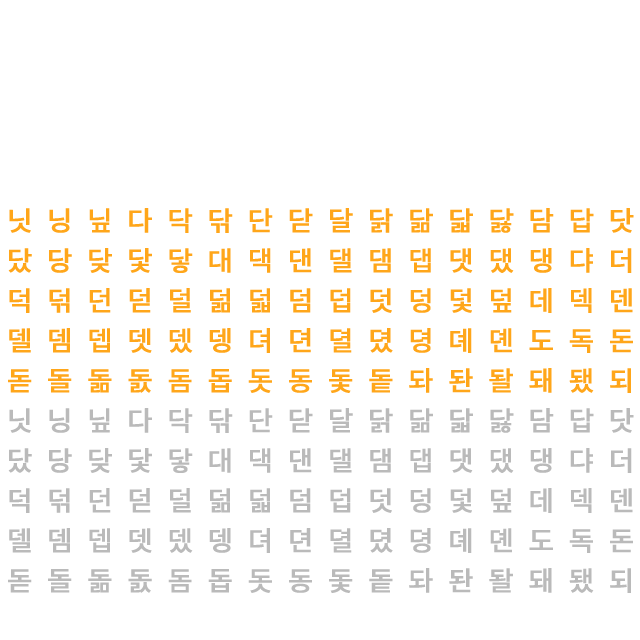 닛 닝 닢 다 닥 닦 단 닫 달 닭 닮 닯 닳 담 답 닷
닸 당 닺 닻 닿 대 댁 댄 댈 댐 댑 댓 댔 댕 댜 더
덕 덖 던 덛 덜 덞 덟 덤 덥 덧 덩 덫 덮 데 덱 덴
델 뎀 뎁 뎃 뎄 뎅 뎌 뎐 뎔 뎠 뎡 뎨 뎬 도 독 돈
돋 돌 돎 돐 돔 돕 돗 동 돛 돝 돠 돤 돨 돼 됐 되
닛 닝 닢 다 닥 닦 단 닫 달 닭 닮 닯 닳 담 답 닷
닸 당 닺 닻 닿 대 댁 댄 댈 댐 댑 댓 댔 댕 댜 더
덕 덖 던 덛 덜 덞 덟 덤 덥 덧 덩 덫 덮 데 덱 덴
델 뎀 뎁 뎃 뎄 뎅 뎌 뎐 뎔 뎠 뎡 뎨 뎬 도 독 돈
돋 돌 돎 돐 돔 돕 돗 동 돛 돝 돠 돤 돨 돼 됐 되